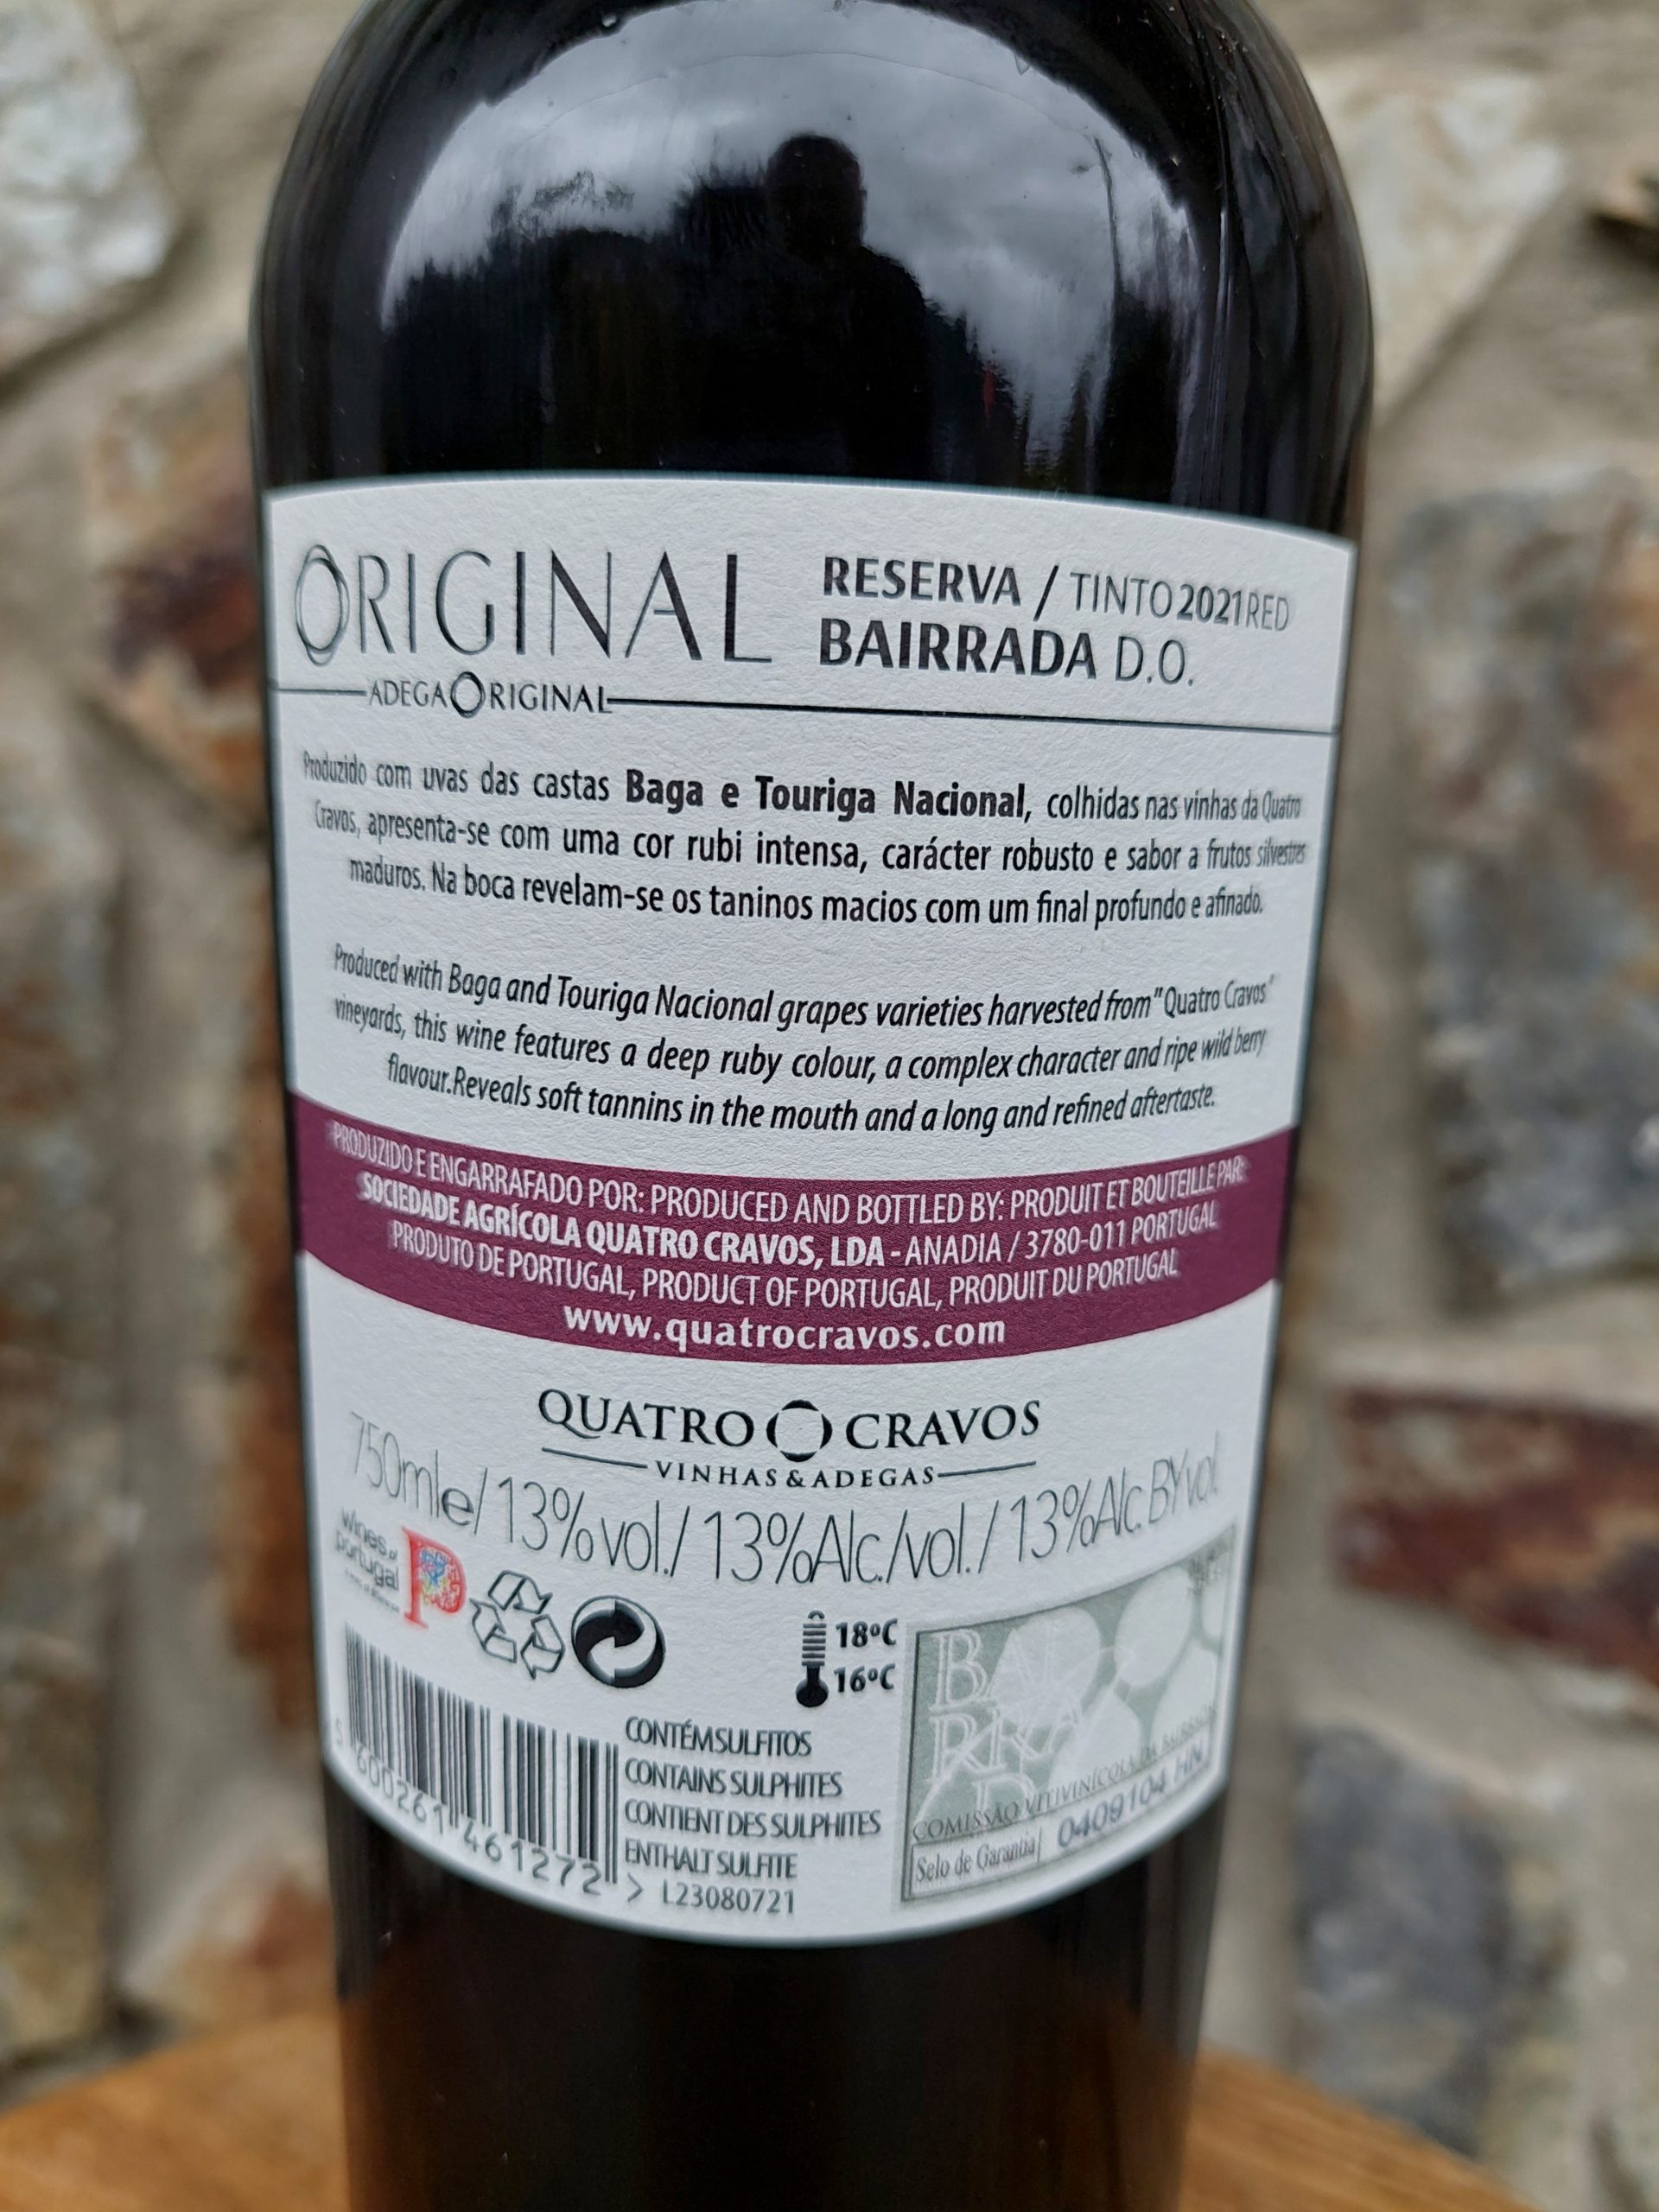 ORIGINAL
RESERVA / TINTO 2021 RED
BAIRRADA D.O.
ADEGA ORIGINAL
Produzido com uvas das castas Baga e Touriga Nacional, colhidas nas vinhas da Quatro
Cravos, apresenta-se com uma cor rubi intensa, carácter robusto e sabor a frutos silvestres
maduros. Na boca revelam-se os taninos macios com um final profundo e afinado.
Produced with Baga and Touriga Nacional grapes varieties harvested from "Quatro Cravos"
vineyards, this wine features a deep ruby colour, a complex character and ripe wild berry
flavour.Reveals soft tannins in the mouth and a long and refined aftertaste.
PRODUZIDO E ENGARRAFADO POR: PRODUCED AND BOTTLED BY: PRODUIT ET BOUTEILLE PAR:
SOCIEDADE AGRÍCOLA QUATRO CRAVOS, LDA - ANADIA / 3780-011 PORTUGAL
PRODUTO DE PORTUGAL, PRODUCT OF PORTUGAL, PRODUIT DU PORTUGAL
www.quatrocravos.com
QUATRO CRAVOS
VINHAS & ADEGAS
750mle / 13%vol. / 13%Alc./vol. / 13%Alc. BY vol.
wines of
portugal
P
18ºC
16ºC
CONTÉM SULFITOS
CONTAINS SULPHITES
CONTIENT DES SULPHITES
ENTHALT SULFITE
L23080721
5 600261 461272 >
COMISSÃO VITIVINÍCOLA DA BAIRRADA
Selo de Garantia
0409104 HN